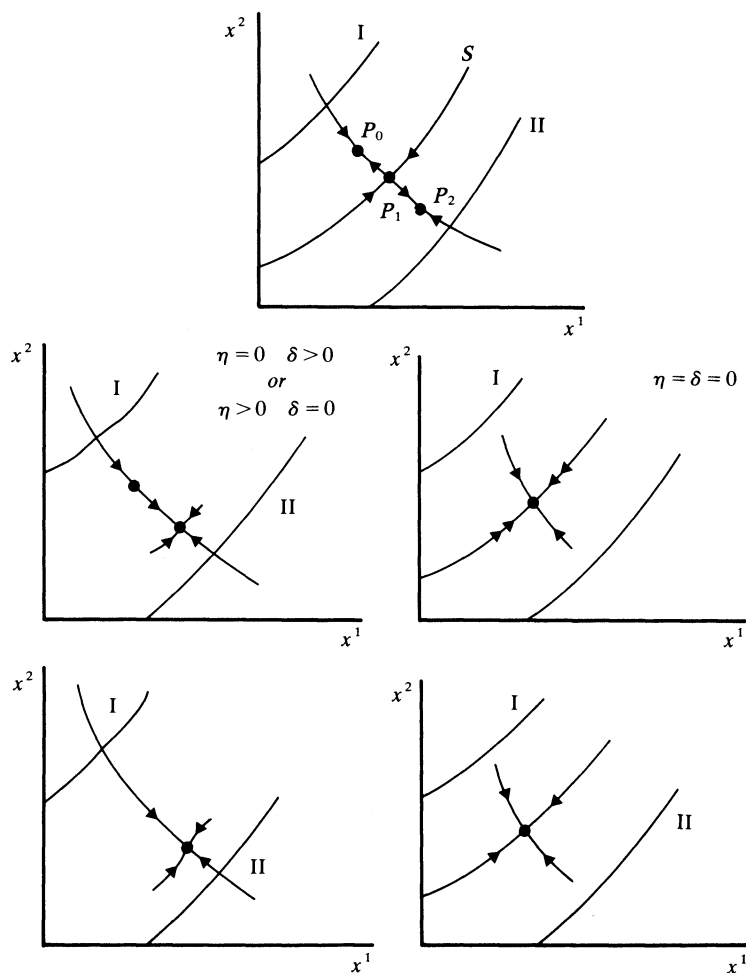 x²
I
S
II
P₀
P₁
P₂
x¹
x²
I
η = 0 δ > 0
or
η > 0 δ = 0
II
x¹
x²
I
η = δ = 0
x¹
x²
I
II
x¹
x²
I
II
x¹